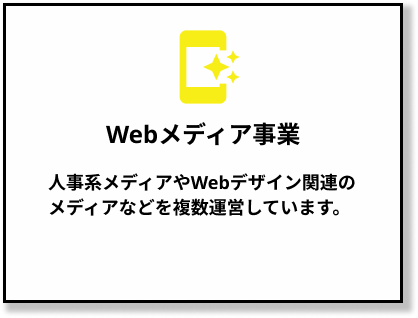 Webメディア事業
人事系メディアやWebデザイン関連の
メディアなどを複数運営しています。